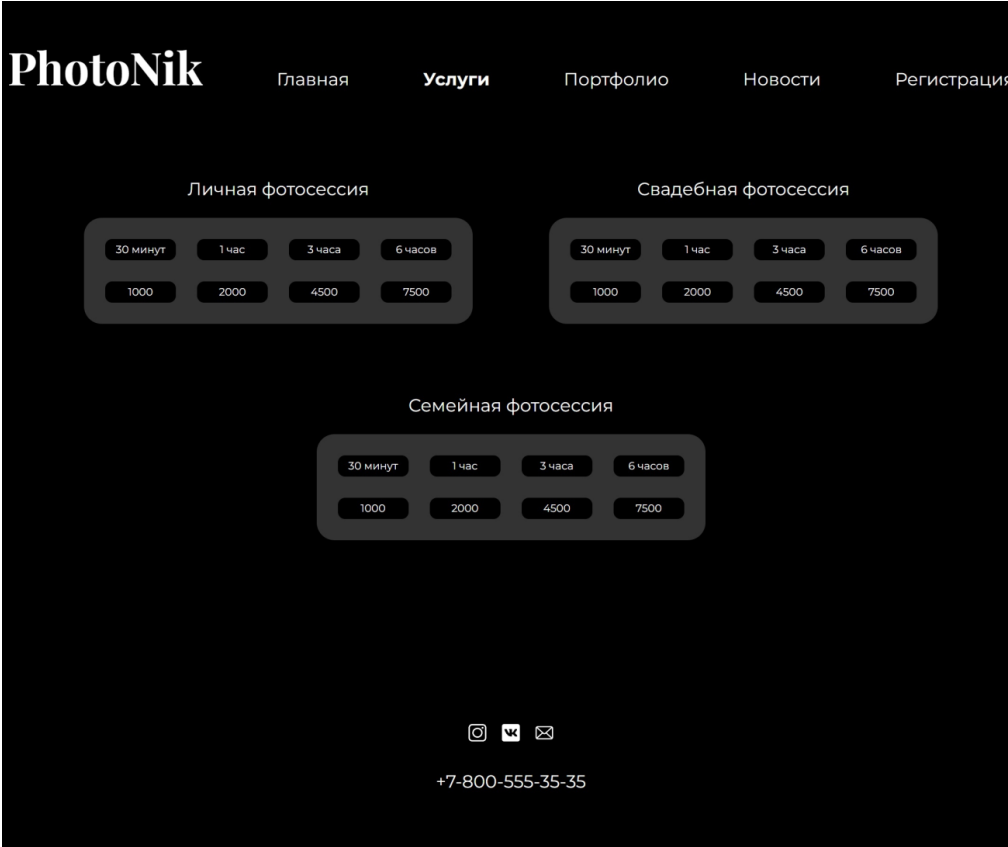 PhotoNik
Главная Услуги Портфолио Новости Регистрация
Личная фотосессия
30 минут 1 час 3 часа 6 часов
1000 2000 4500 7500
Свадебная фотосессия
30 минут 1 час 3 часа 6 часов
1000 2000 4500 7500
Семейная фотосессия
30 минут 1 час 3 часа 6 часов
1000 2000 4500 7500
+7-800-555-35-35